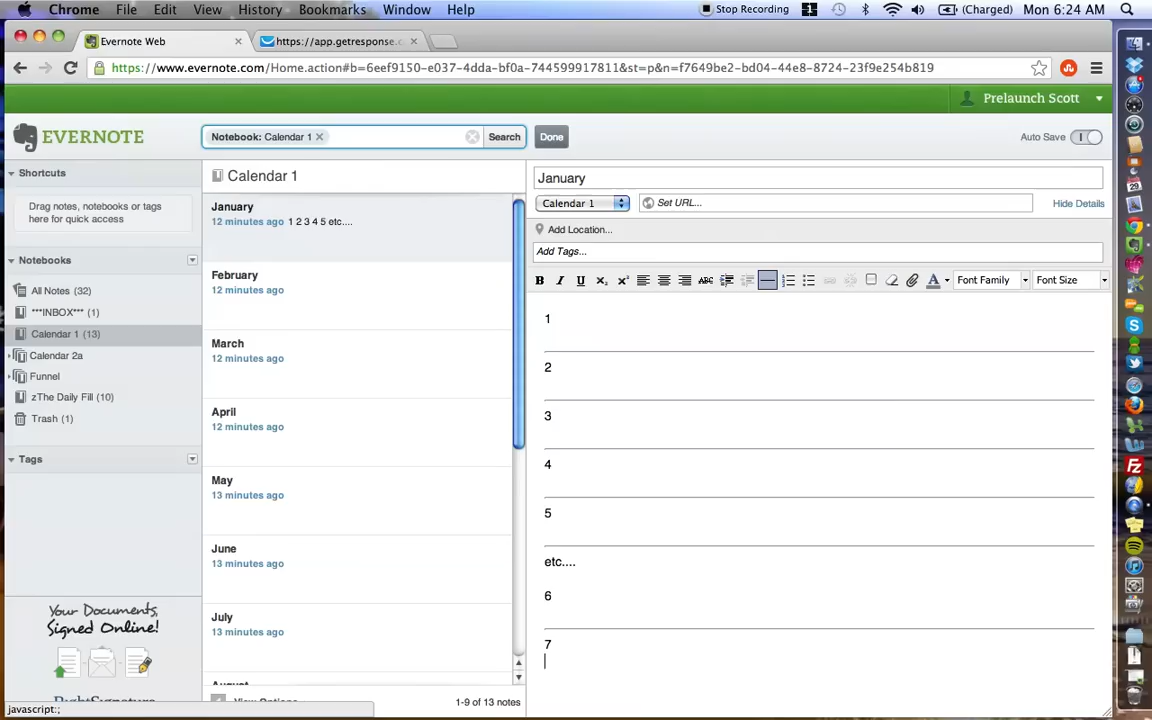 Chrome File Edit View History Bookmarks Window Help
Stop Recording 1 (Charged) Mon 6:24 AM
Evernote Web
https://app.getresponse.c
https://www.evernote.com/Home.action#b=6eef9150-e037-4dda-bf0a-744599917811&st=p&n=f7649be2-bd04-44e8-8724-23f9e254b819
Prelaunch Scott
EVERNOTE
Notebook: Calendar 1
Search
Done
Auto Save
Shortcuts
Drag notes, notebooks or tags
here for quick access
Notebooks
All Notes (32)
***INBOX*** (1)
Calendar 1 (13)
Calendar 2a
Funnel
zThe Daily Fill (10)
Trash (1)
Tags
Your Documents,
Signed Online!
RightSignature
javascript:;
Calendar 1
January
12 minutes ago 1 2 3 4 5 etc....
February
12 minutes ago
March
12 minutes ago
April
12 minutes ago
May
13 minutes ago
June
13 minutes ago
July
13 minutes ago
August
View Options
1-9 of 13 notes
January
Calendar 1
Set URL...
Hide Details
Add Location...
Add Tags...
B I U ABC A Font Family Font Size
1
2
3
4
5
etc....
6
7